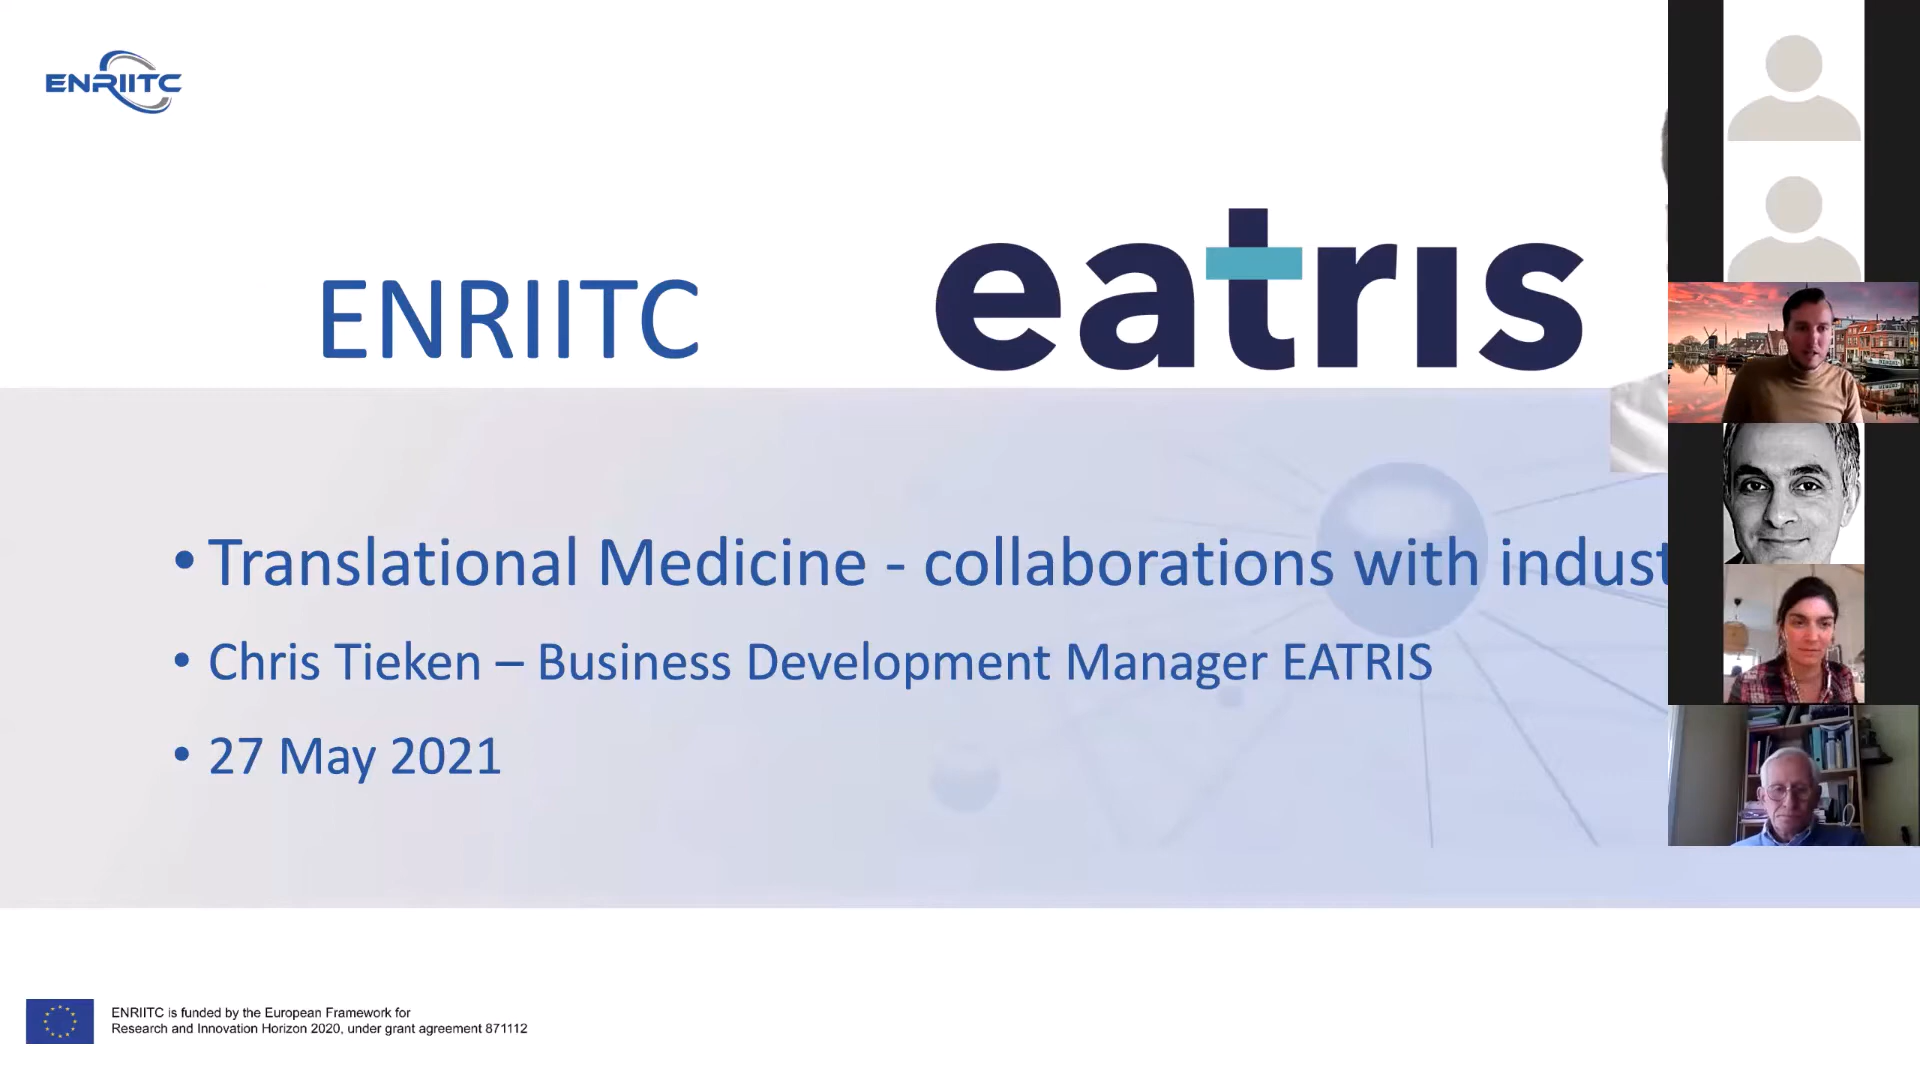 ENRIITC
ENRIITC
eatris
• Translational Medicine - collaborations with indust
• Chris Tieken – Business Development Manager EATRIS
• 27 May 2021
ENRIITC is funded by the European Framework for
Research and Innovation Horizon 2020, under grant agreement 871112